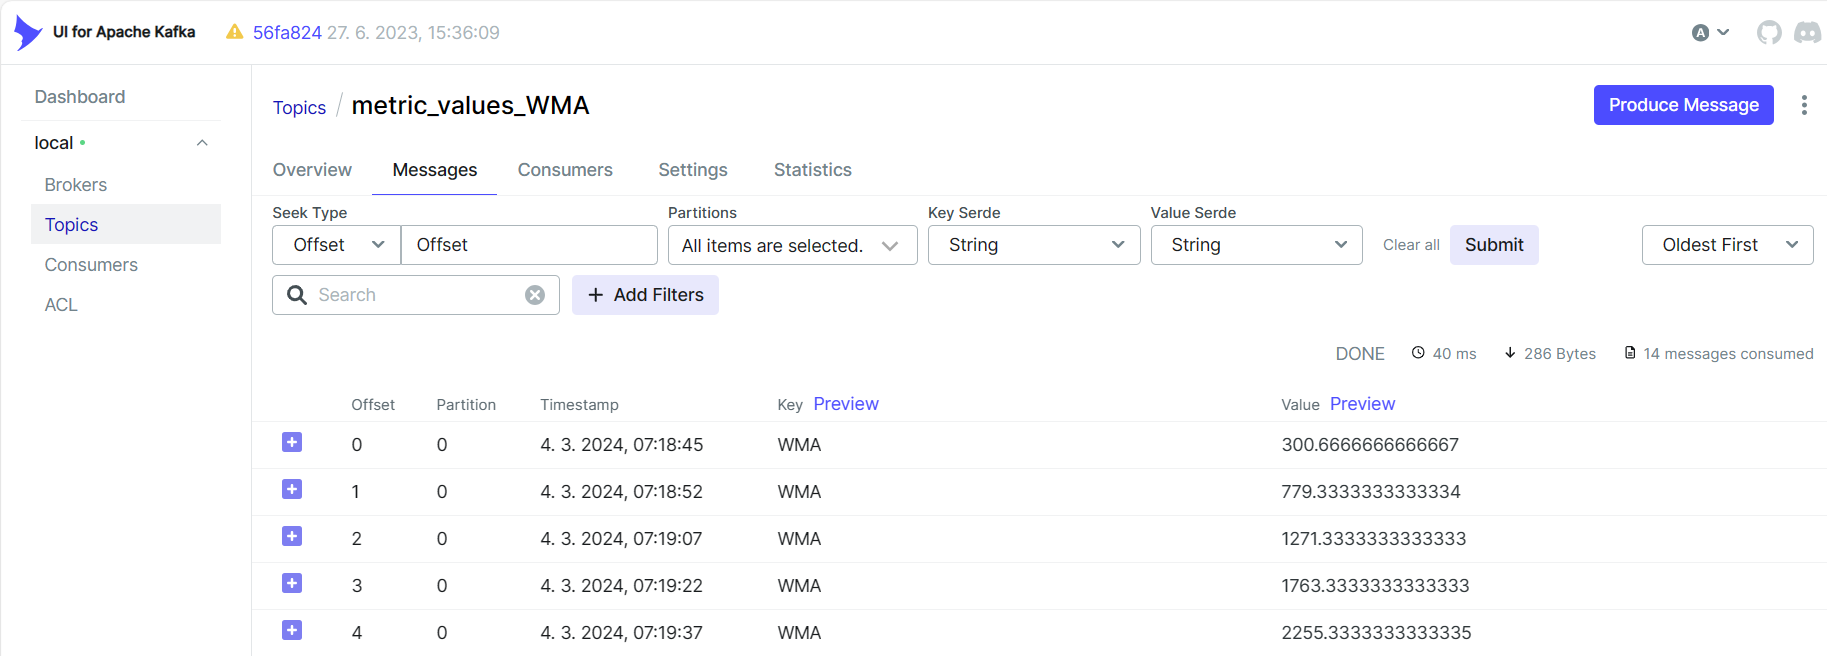 UI for Apache Kafka 56fa824 27. 6. 2023, 15:36:09 A
Dashboard
local
Brokers
Topics
Consumers
ACL
Topics / metric_values_WMA Produce Message
Overview Messages Consumers Settings Statistics
Seek Type Partitions Key Serde Value Serde
Offset Offset All items are selected. String String Clear all Submit Oldest First
Search + Add Filters
DONE 40 ms 286 Bytes 14 messages consumed
Offset Partition Timestamp Key Preview Value Preview
0 0 4. 3. 2024, 07:18:45 WMA 300.6666666666667
1 0 4. 3. 2024, 07:18:52 WMA 779.3333333333334
2 0 4. 3. 2024, 07:19:07 WMA 1271.3333333333333
3 0 4. 3. 2024, 07:19:22 WMA 1763.3333333333333
4 0 4. 3. 2024, 07:19:37 WMA 2255.3333333333335